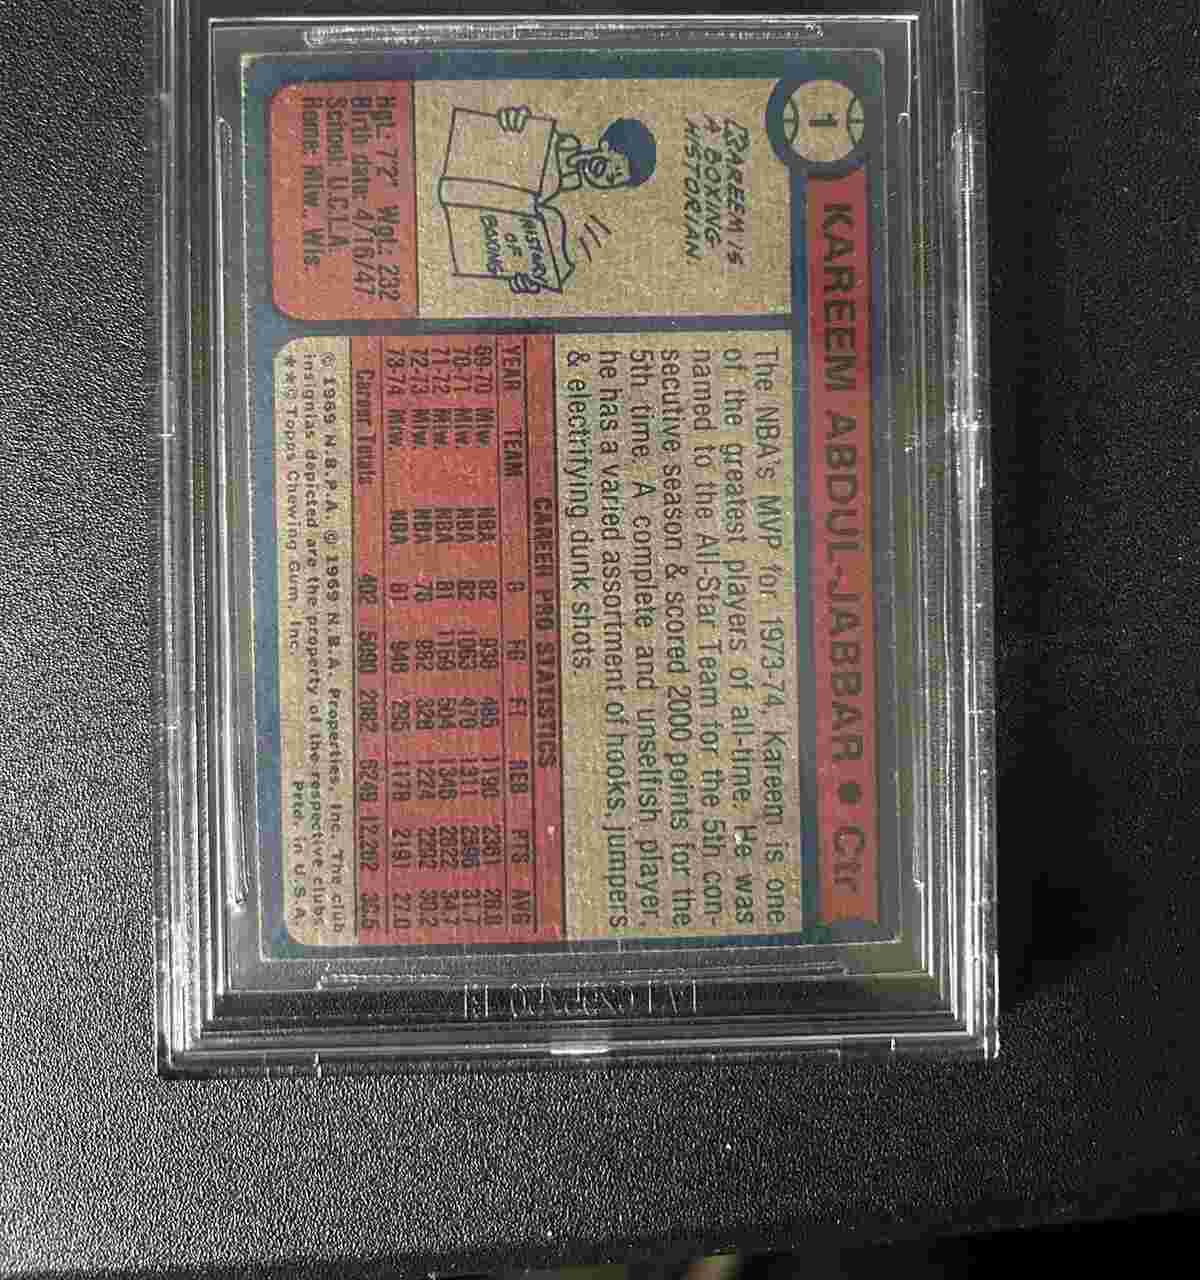 1
KAREEM ABDUL-JABBAR • Ctr
KAREEM IS
A BOXING
HISTORIAN.
HISTORY
OF
BOXING
Hgt.: 7'2" Wgt.: 232
Birth date: 4/16/47
School: U.C.L.A.
Home: Milw., Wis.
The NBA's MVP for 1973-74, Kareem is one
of the greatest players of all-time. He was
named to the All-Star Team for the 5th con-
secutive season & scored 2000 points for the
5th time. A complete and unselfish player,
he has a varied assortment of hooks, jumpers
& electrifying dunk shots.
CAREER PRO STATISTICS
YEAR TEAM G FG FT REB PTS AVG
69-70 Milw. NBA 82 938 485 1190 2361 28.8
70-71 Milw. NBA 82 1063 470 1311 2596 31.7
71-72 Milw. NBA 81 1159 504 1346 2822 34.7
72-73 Milw. NBA 76 982 328 1224 2292 30.2
73-74 Milw. NBA 81 948 295 1178 2191 27.0
Career Totals 402 5090 2082 6249 12,262 30.5
© 1969 N.B.P.A. © 1969 N.B.A. Properties, Inc. The club
insignias depicted are the property of the respective clubs.
★★© Topps Chewing Gum, Inc. Prtd. in U.S.A.